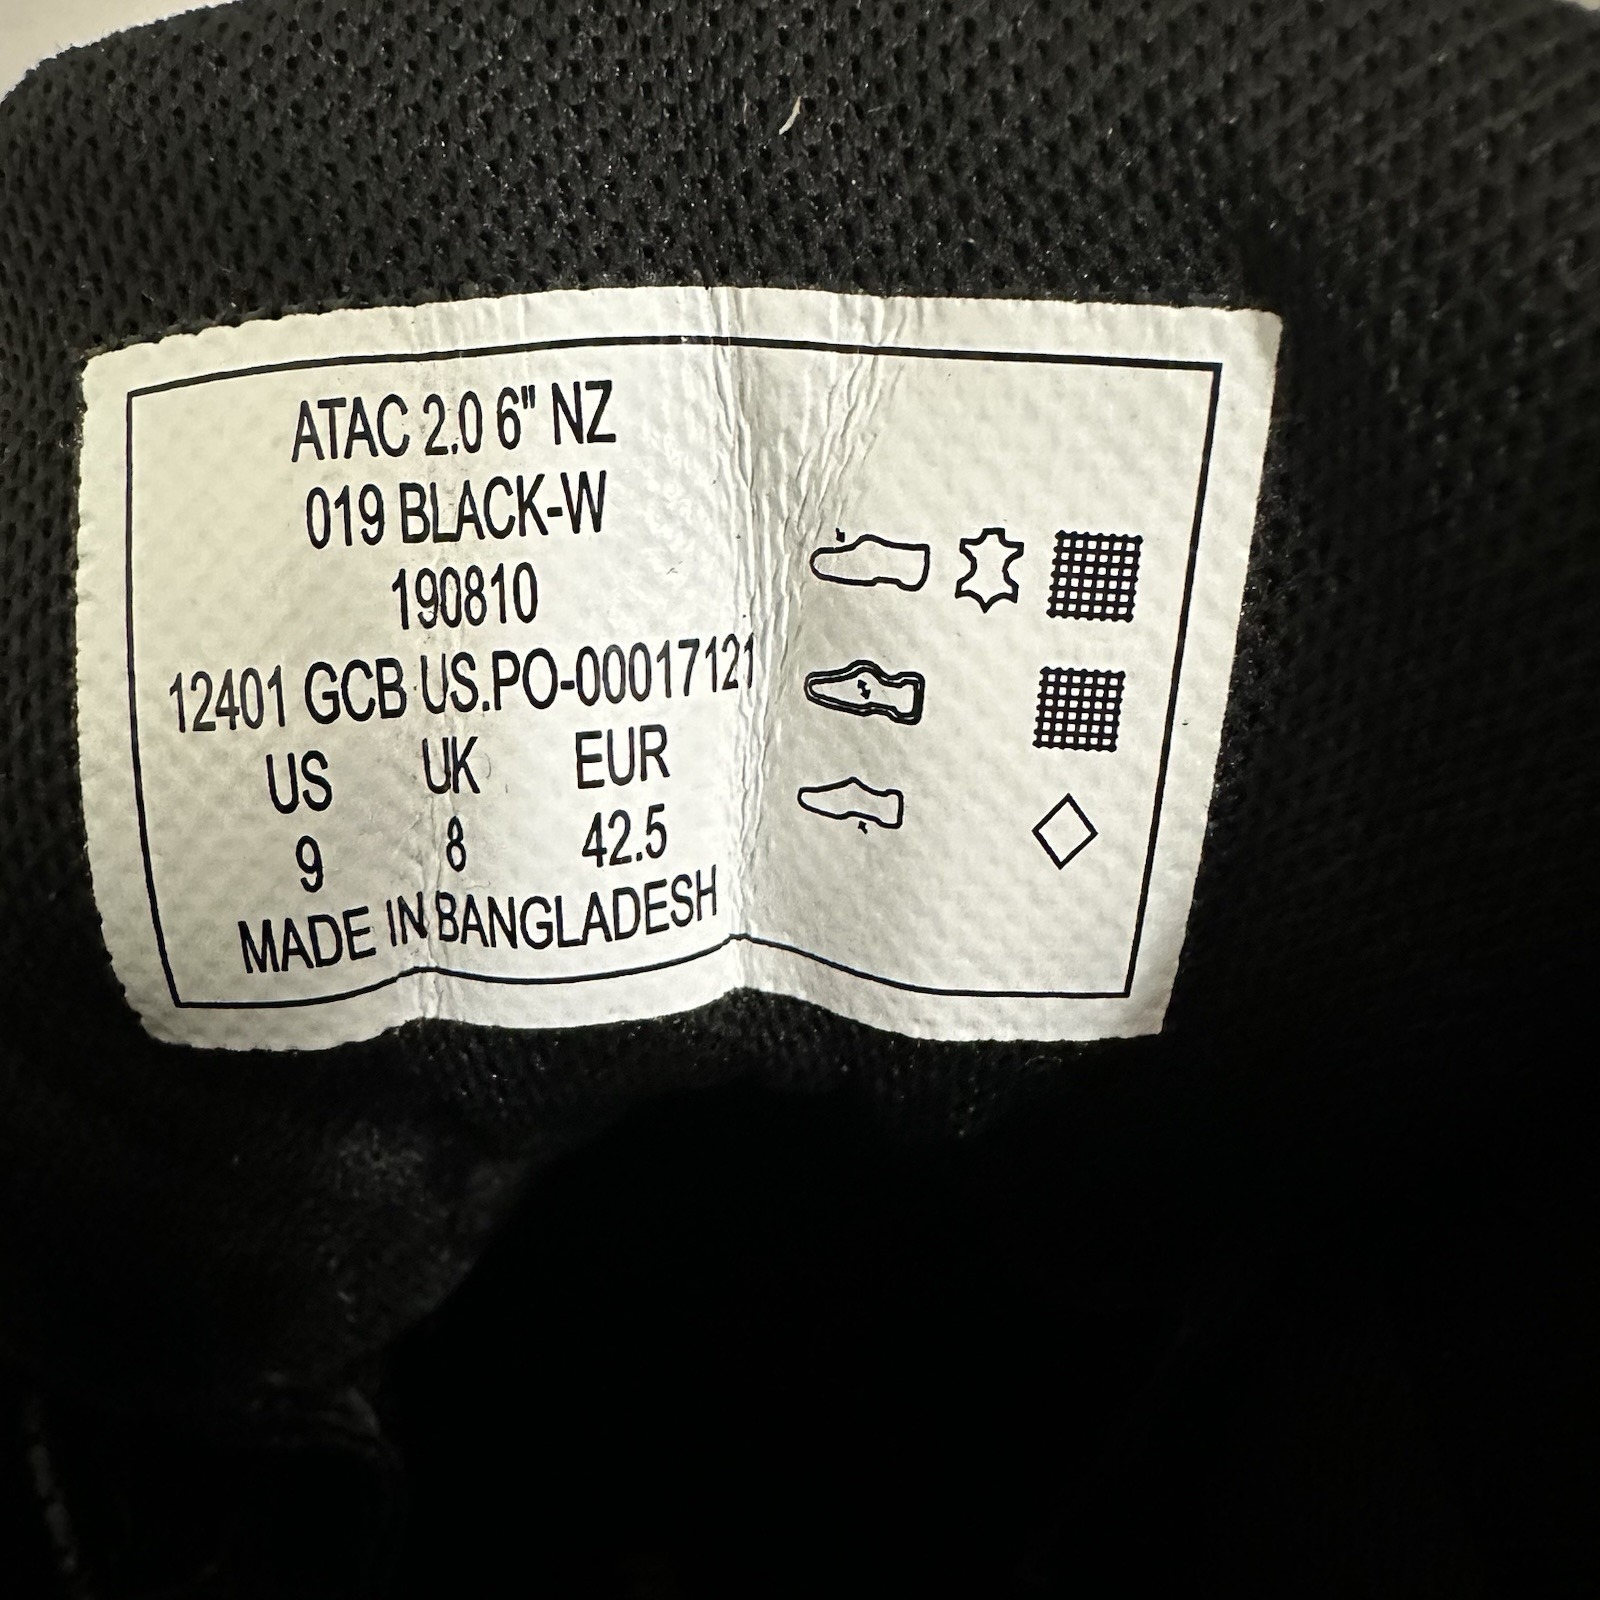 ATAC 2.0 6" NZ
019 BLACK-W
190810
12401 GCB US.PO-00017121
US UK EUR
9 8 42.5
MADE IN BANGLADESH